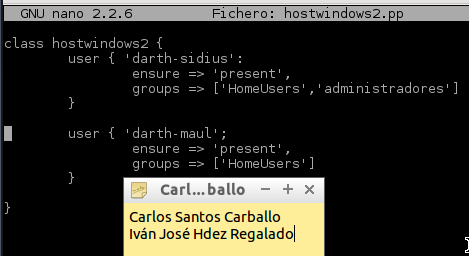 GNU nano 2.2.6 Fichero: hostwindows2.pp
class hostwindows2 {
user { 'darth-sidius':
ensure => 'present',
groups => ['HomeUsers','administradores']
}
user { 'darth-maul';
ensure => 'present',
groups => ['HomeUsers']
}
}
Carl...ballo
Carlos Santos Carballo
Iván José Hdez Regalado